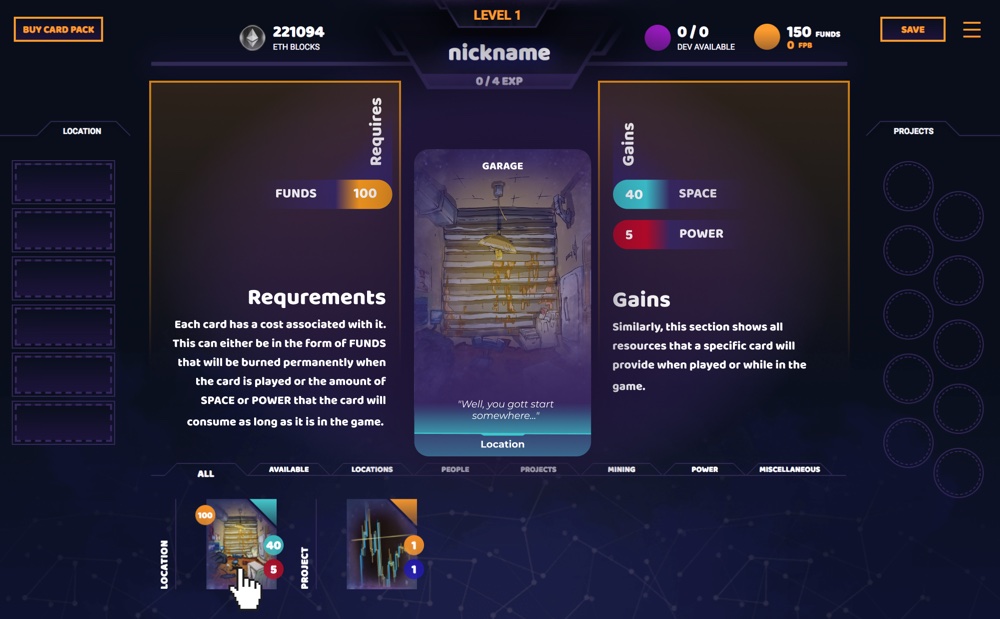 BUY CARD PACK
221094
ETH BLOCKS
LEVEL 1
nickname
0 / 4 EXP
0 / 0
DEV AVAILABLE
150 FUNDS
0 FPB
SAVE
LOCATION
PROJECTS
Requires
FUNDS 100
Requrements
Each card has a cost associated with it.
This can either be in the form of FUNDS
that will be burned permanently when
the card is played or the amount of
SPACE or POWER that the card will
consume as long as it is in the game.
GARAGE
"Well, you gott start
somewhere..."
Location
Gains
40 SPACE
5 POWER
Gains
Similarly, this section shows all
resources that a specific card will
provide when played or while in the
game.
ALL
AVAILABLE
LOCATIONS
PEOPLE
PROJECTS
MINING
POWER
MISCELLANEOUS
LOCATION
100
40
5
PROJECT
1
1